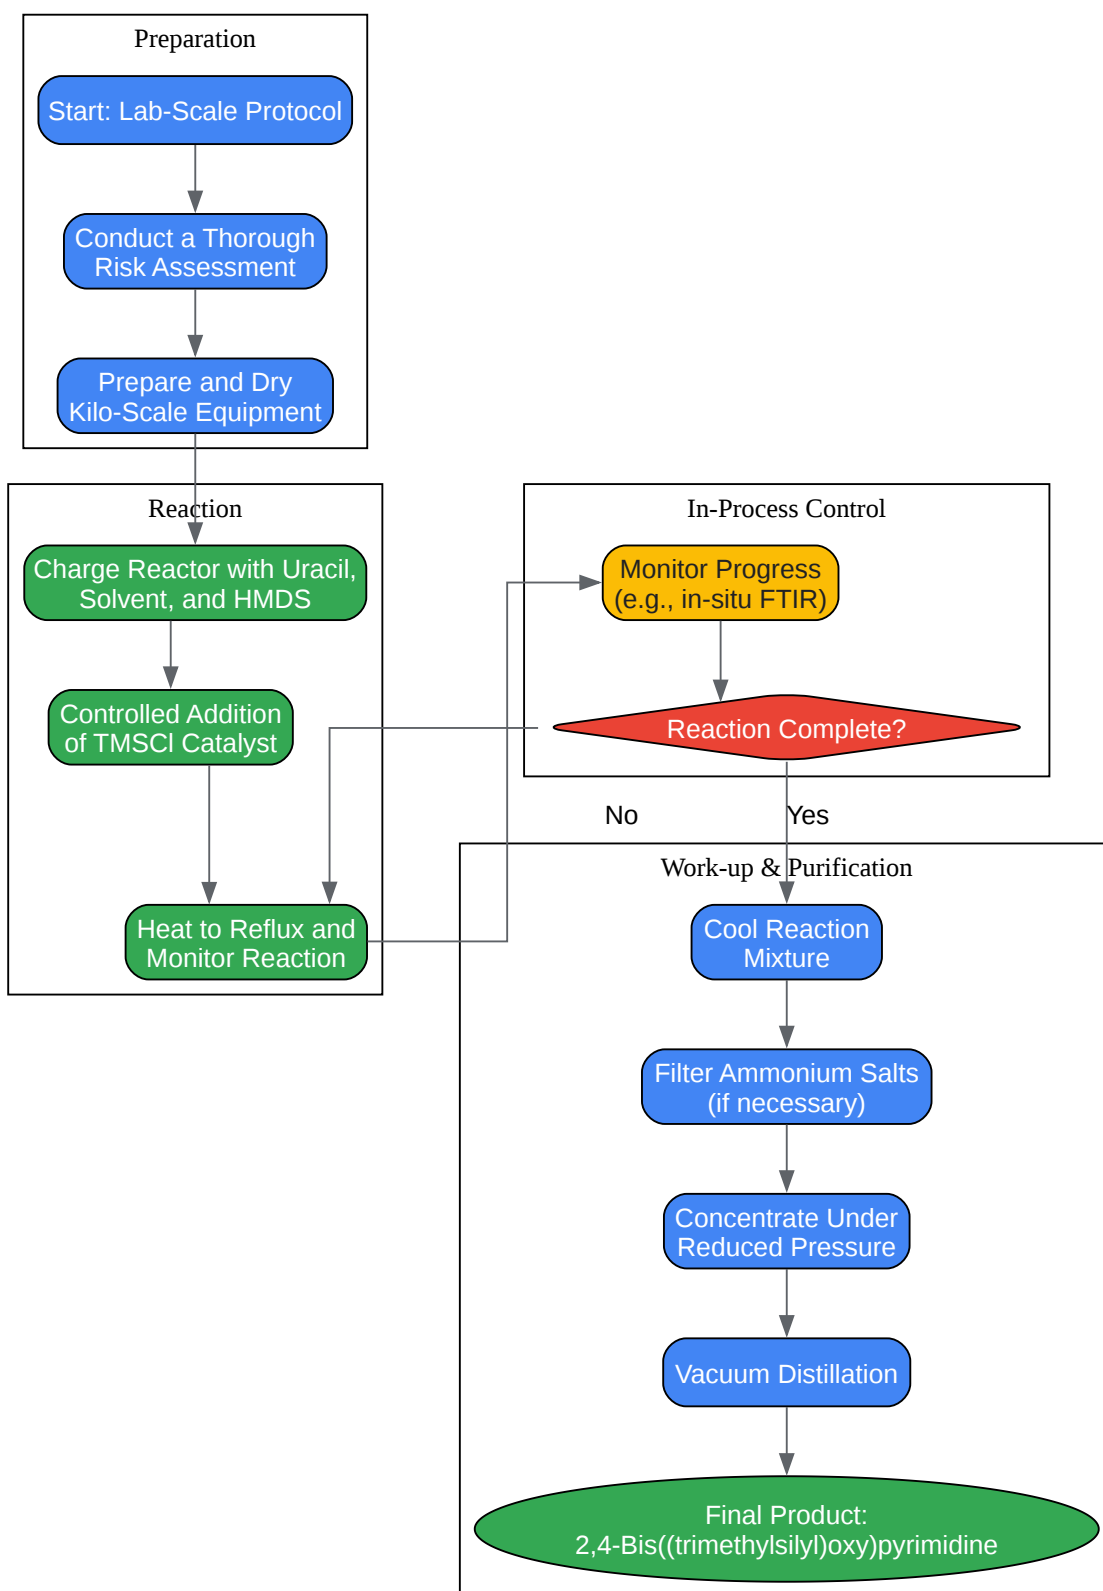 Preparation
Start: Lab-Scale Protocol
Conduct a Thorough
Risk Assessment
Prepare and Dry
Kilo-Scale Equipment
Reaction
Charge Reactor with Uracil,
Solvent, and HMDS
Controlled Addition
of TMSCl Catalyst
Heat to Reflux and
Monitor Reaction
In-Process Control
Monitor Progress
(e.g., in-situ FTIR)
Reaction Complete?
No
Yes
Work-up & Purification
Cool Reaction
Mixture
Filter Ammonium Salts
(if necessary)
Concentrate Under
Reduced Pressure
Vacuum Distillation
Final Product:
2,4-Bis((trimethylsilyl)oxy)pyrimidine